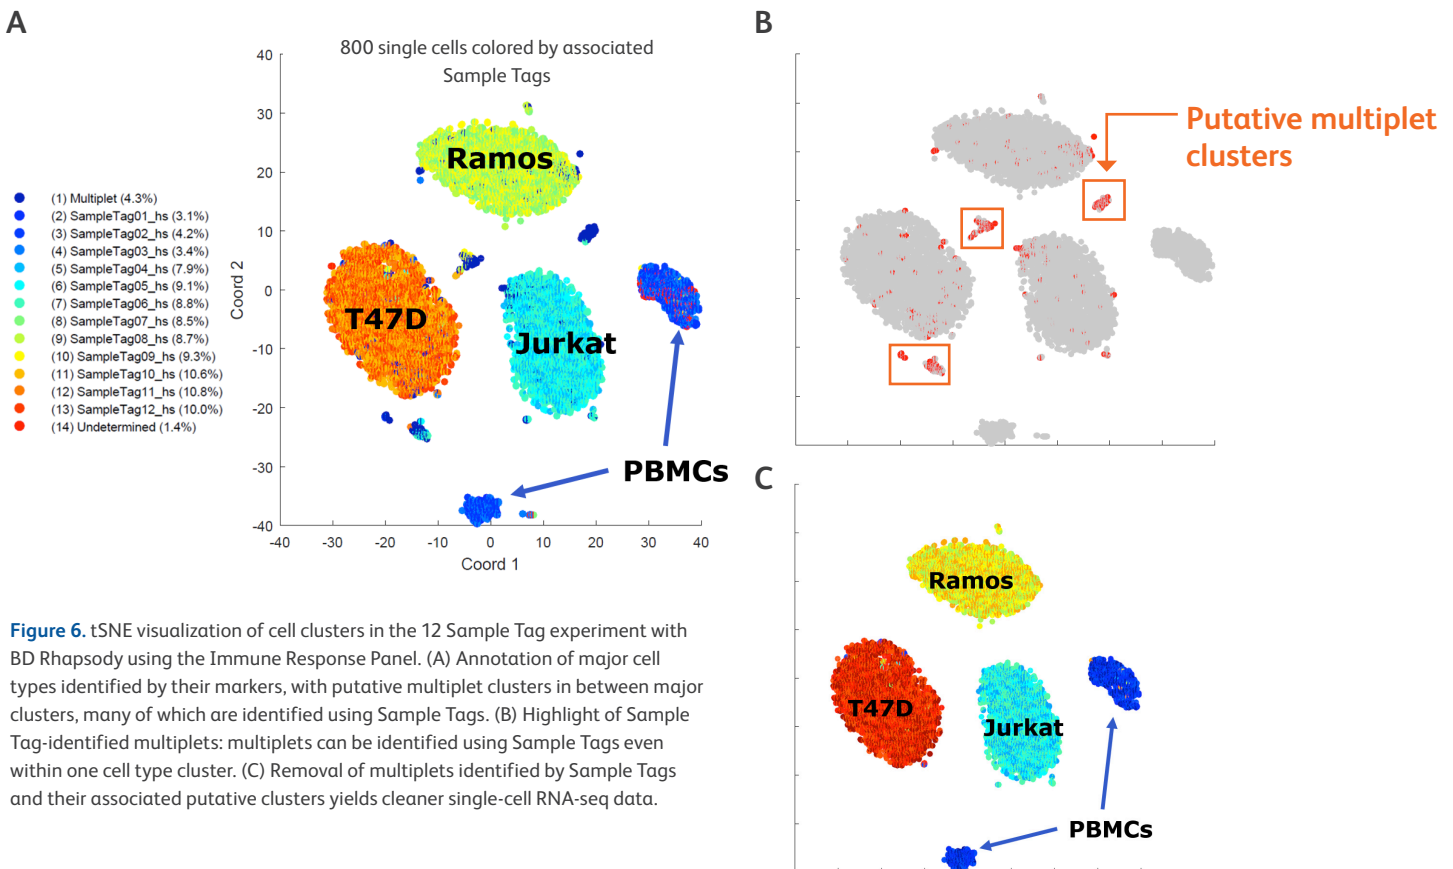 A
800 single cells colored by associated
Sample Tags
40
30
20
10
0
-10
-20
-30
-40
Coord 2
-40
-30
-20
-10
0
10
20
30
40
Coord 1
Ramos
T47D
Jurkat
PBMCs
(1) Multiplet (4.3%)
(2) SampleTag01_hs (3.1%)
(3) SampleTag02_hs (4.2%)
(4) SampleTag03_hs (3.4%)
(5) SampleTag04_hs (7.9%)
(6) SampleTag05_hs (9.1%)
(7) SampleTag06_hs (8.8%)
(8) SampleTag07_hs (8.5%)
(9) SampleTag08_hs (8.7%)
(10) SampleTag09_hs (9.3%)
(11) SampleTag10_hs (10.6%)
(12) SampleTag11_hs (10.8%)
(13) SampleTag12_hs (10.0%)
(14) Undetermined (1.4%)
B
Putative multiplet
clusters
C
Ramos
T47D
Jurkat
PBMCs
Figure 6. tSNE visualization of cell clusters in the 12 Sample Tag experiment with
BD Rhapsody using the Immune Response Panel. (A) Annotation of major cell
types identified by their markers, with putative multiplet clusters in between major
clusters, many of which are identified using Sample Tags. (B) Highlight of Sample
Tag-identified multiplets: multiplets can be identified using Sample Tags even
within one cell type cluster. (C) Removal of multiplets identified by Sample Tags
and their associated putative clusters yields cleaner single-cell RNA-seq data.